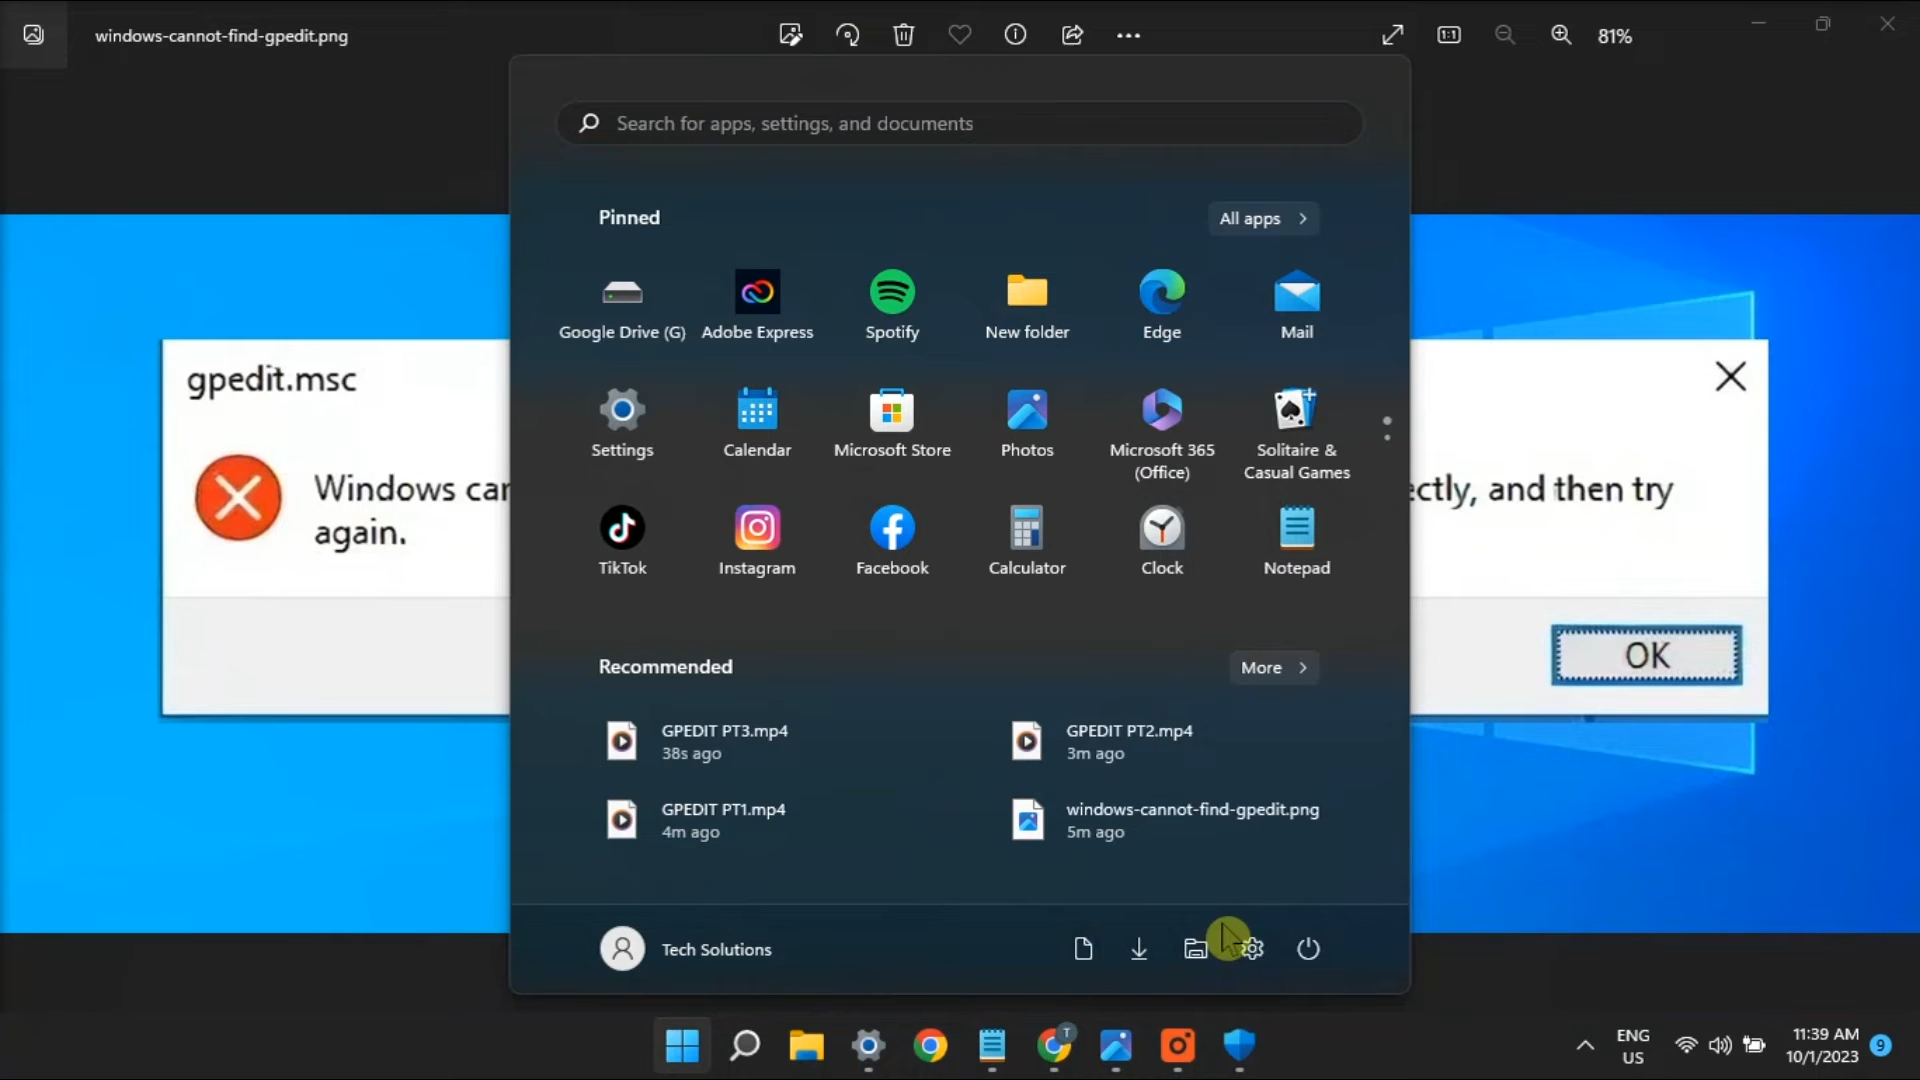 windows-cannot-find-gpedit.png
81%
Search for apps, settings, and documents
Pinned
All apps
Google Drive (G)
Adobe Express
Spotify
New folder
Edge
Mail
Settings
Calendar
Microsoft Store
Photos
Microsoft 365
(Office)
Solitaire &
Casual Games
TikTok
Instagram
Facebook
Calculator
Clock
Notepad
Recommended
More
GPEDIT PT3.mp4
38s ago
GPEDIT PT2.mp4
3m ago
GPEDIT PT1.mp4
4m ago
windows-cannot-find-gpedit.png
5m ago
Tech Solutions
gpedit.msc
Windows
again.
and then try
OK
T
ENG
US
11:39 AM
10/1/2023
9